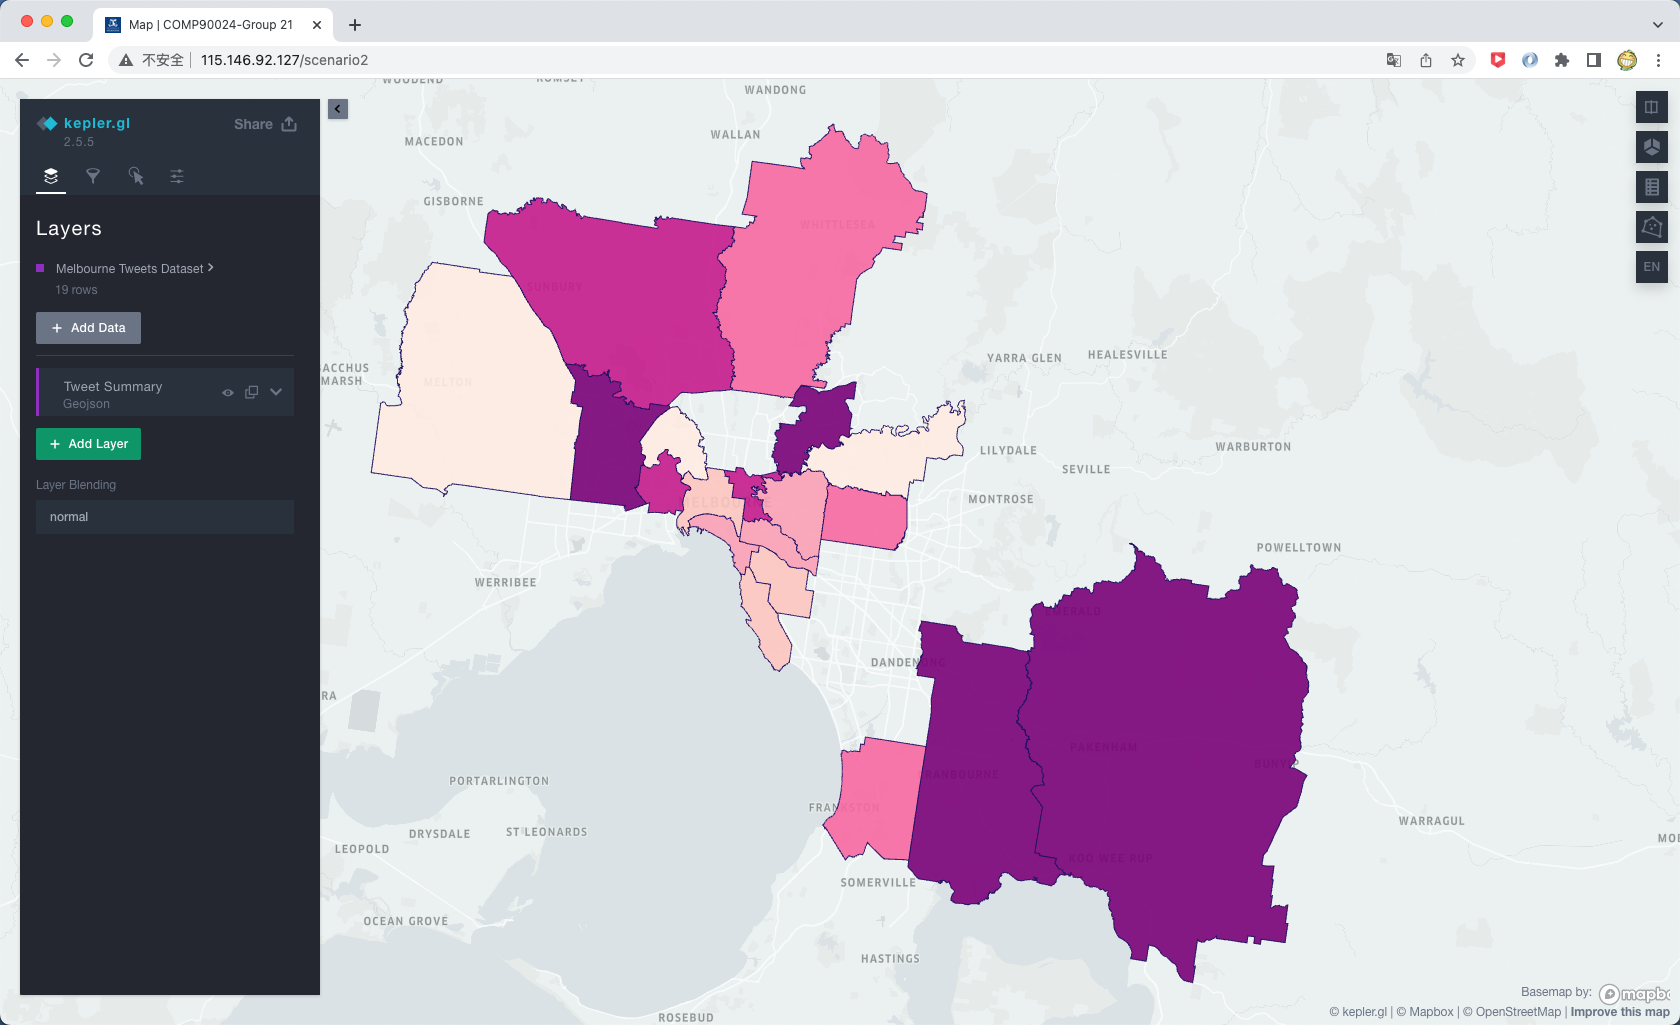 Map | COMP90024-Group 21
不安全
115.146.92.127/scenario2
kepler.gl
2.5.5
Share
Layers
Melbourne Tweets Dataset
19 rows
+ Add Data
Tweet Summary
Geojson
+ Add Layer
Layer Blending
normal
EN
WOODEND
ROMSEY
WANDONG
WALLAN
MACEDON
GISBORNE
WHITTLESEA
SUNBURY
YARRA GLEN
HEALESVILLE
BACCHUS
MARSH
MELTON
LILYDALE
WARBURTON
SEVILLE
MONTROSE
MELBOU
POWELLTOWN
WERRIBEE
EMERALD
DANDENONG
RA
PAKENHAM
BUNYIP
RANBOURNE
PORTARLINGTON
FRANKSTON
WARRAGUL
DRYSDALE
ST LEONARDS
MOE
LEOPOLD
KOO WEE RUP
SOMERVILLE
OCEAN GROVE
HASTINGS
ROSEBUD
Basemap by:
mapbo
© kepler.gl | © Mapbox | © OpenStreetMap | Improve this map